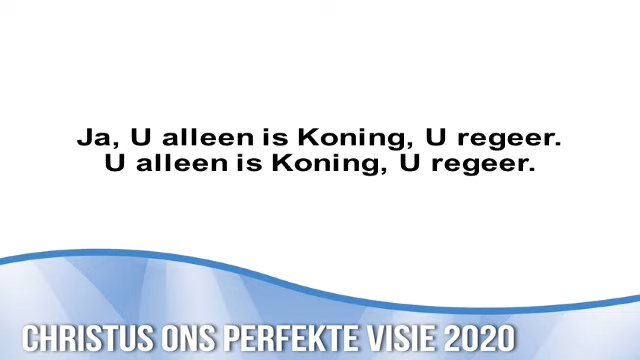 Ja, U alleen is Koning, U regeer.
U alleen is Koning, U regeer.
CHRISTUS ONS PERFEKTE VISIE 2020